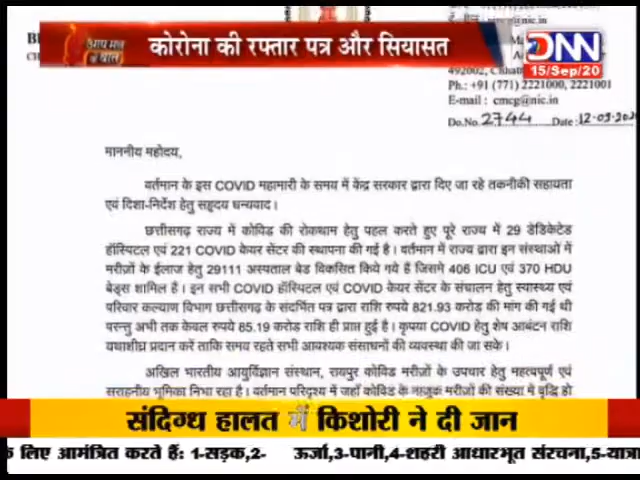 आप मत
की बात
कोरोना की रफ्तार पत्र और सियासत
DNN
15/Sep/20
492002, Chhatt
Ph.: +91 (771) 2221000, 2221001
E-mail : cmcg@nic.in
Do.No. 2744 Date : 12-09-202
माननीय महोदय,
वर्तमान के इस COVID महामारी के समय में केंद्र सरकार द्वारा दिए जा रहे तकनीकी सहायता
एवं दिशा-निर्देश हेतु सहृदय धन्यवाद।
छत्तीसगढ़ राज्य में कोविड की रोकथाम हेतु पहल करते हुए पूरे राज्य में 29 डेडिकेटेड
हॉस्पिटल एवं 221 COVID केयर सेंटर की स्थापना की गई है। वर्तमान में राज्य द्वारा इन संस्थाओं में
मरीज़ों के ईलाज हेतु 29111 अस्पताल बेड विकसित किये गये हैं जिसमे 406 ICU एवं 370 HDU
बेड्स शामिल है। इन सभी COVID हॉस्पिटल एवं COVID केयर सेंटर के संचालन हेतु स्वास्थ्य एवं
परिवार कल्याण विभाग छत्तीसगढ़ के संदर्भित पत्र द्वारा राशि रुपये 821.93 करोड की मांग की गई थी
परन्तु अभी तक केवल रुपये 85.19 करोड राशि ही प्राप्त हुई है। कृपया COVID हेतु शेष आबंटन राशि
यथाशीघ्र प्रदान करें ताकि समय रहते सभी आवश्यक संसाधनों की व्यवस्था की जा सके।
अखिल भारतीय आयुर्विज्ञान संस्थान, रायपुर कोविड मरीजों के उपचार हेतु महत्वपूर्ण एवं
सराहनीय भूमिका निभा रहा है। वर्तमान परिदृश्य में जहाँ कोविड के नाजुक मरीजों की संख्या मे वृद्धि हो
संदिग्ध हालत में किशोरी ने दी जान
के लिए आमंत्रित करते हैं: 1-सड़क,2- ऊर्जा,3-पानी,4-शहरी आधारभूत संरचना,5-यात्रा